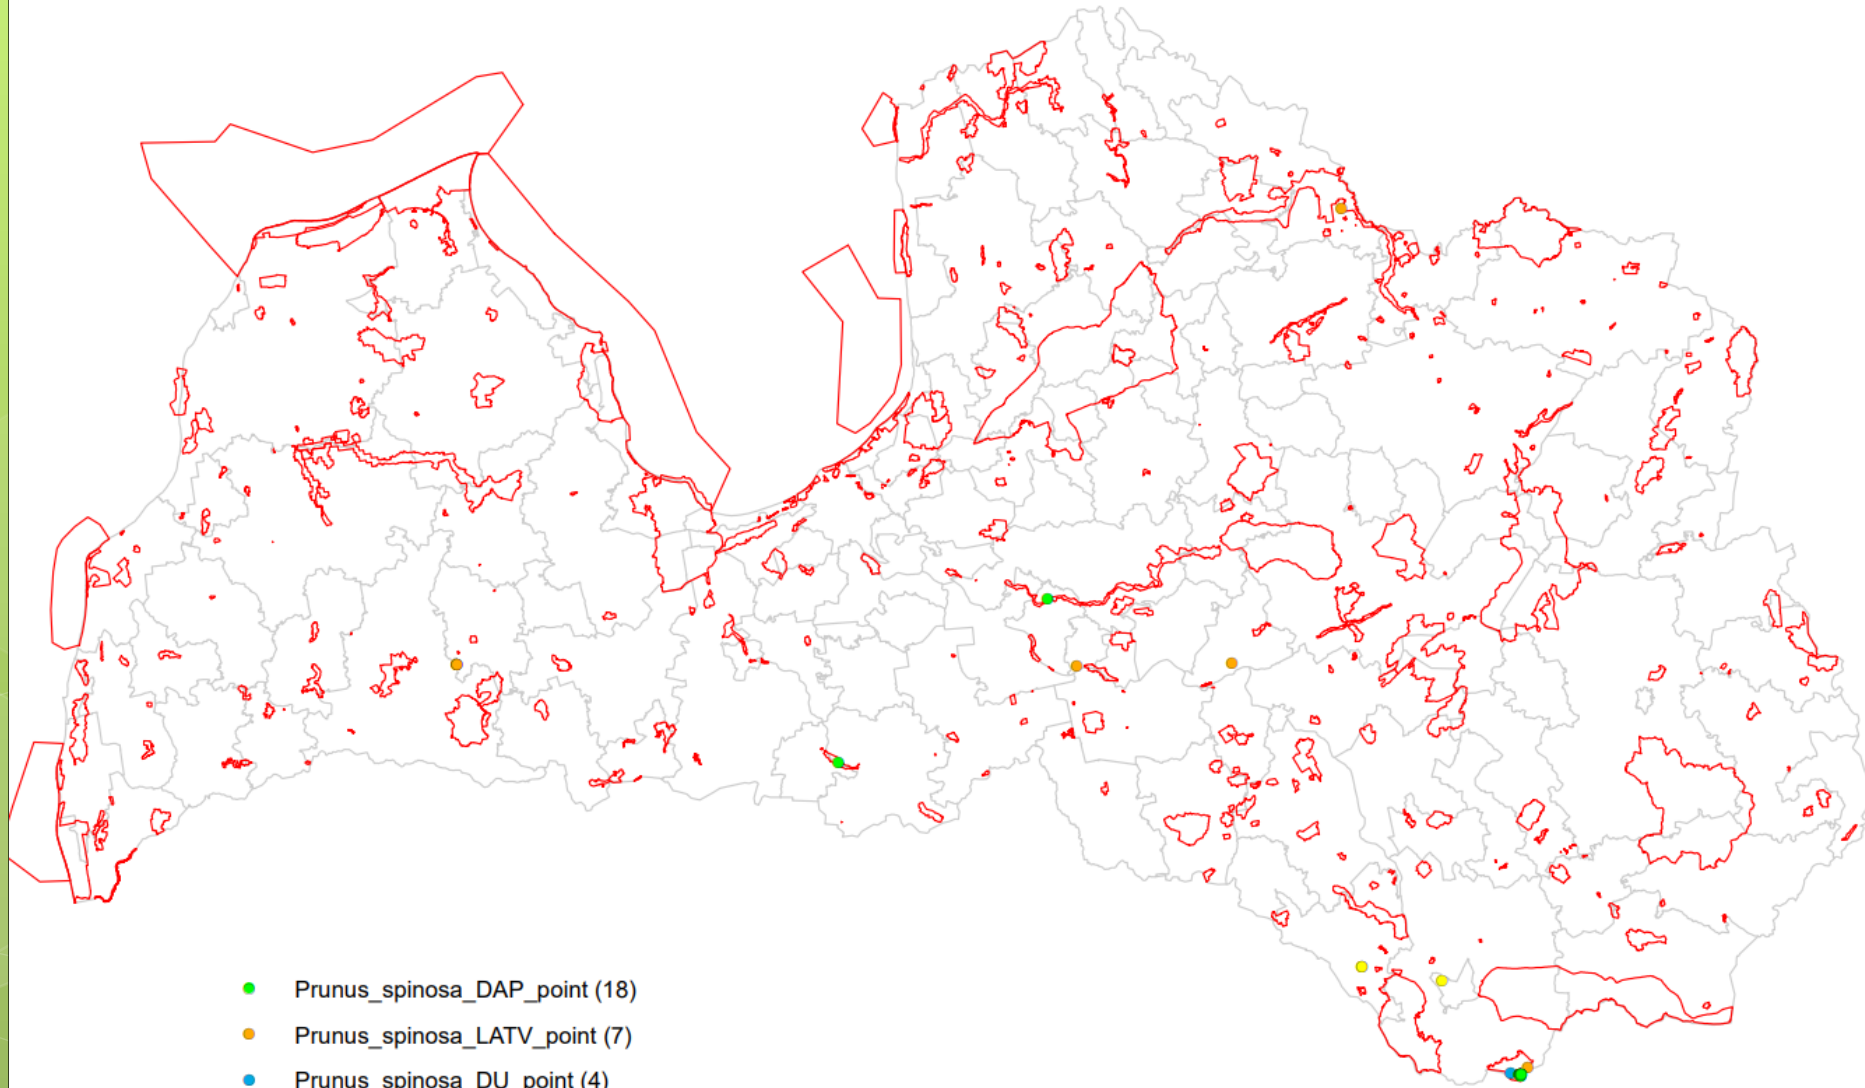 Prunus_spinosa_DAP_point (18)
Prunus_spinosa_LATV_point (7)
Prunus_spinosa_DU_point (4)